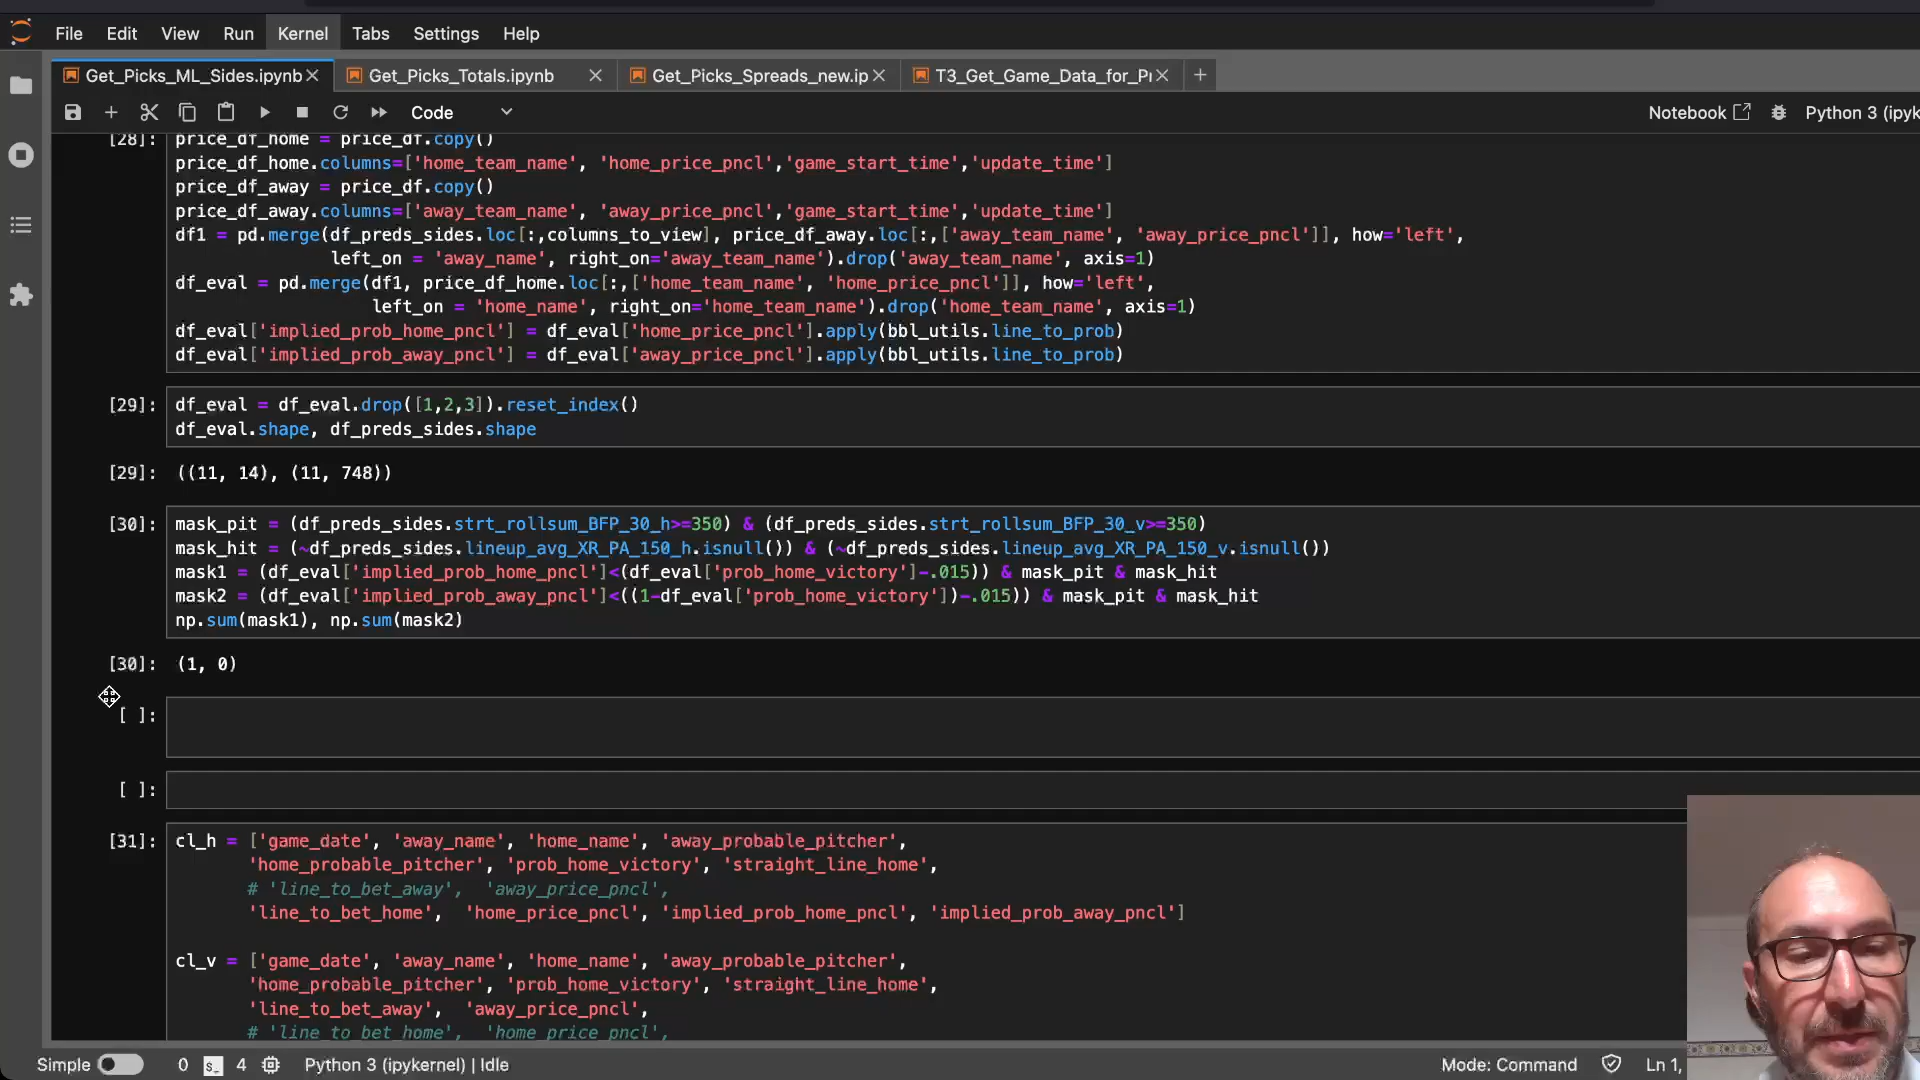 File Edit View Run Kernel Tabs Settings Help
Get_Picks_ML_Sides.ipynb Get_Picks_Totals.ipynb Get_Picks_Spreads_new.ip T3_Get_Game_Data_for_Pr
Code Notebook Python 3 (ipyk
[28]: price_df_home = price_df.copy()
price_df_home.columns=['home_team_name', 'home_price_pncl','game_start_time','update_time']
price_df_away = price_df.copy()
price_df_away.columns=['away_team_name', 'away_price_pncl','game_start_time','update_time']
df1 = pd.merge(df_preds_sides.loc[:,columns_to_view], price_df_away.loc[:,['away_team_name', 'away_price_pncl']], how='left',
left_on = 'away_name', right_on='away_team_name').drop('away_team_name', axis=1)
df_eval = pd.merge(df1, price_df_home.loc[:,['home_team_name', 'home_price_pncl']], how='left',
left_on = 'home_name', right_on='home_team_name').drop('home_team_name', axis=1)
df_eval['implied_prob_home_pncl'] = df_eval['home_price_pncl'].apply(bbl_utils.line_to_prob)
df_eval['implied_prob_away_pncl'] = df_eval['away_price_pncl'].apply(bbl_utils.line_to_prob)
[29]: df_eval = df_eval.drop([1,2,3]).reset_index()
df_eval.shape, df_preds_sides.shape
[29]: ((11, 14), (11, 748))
[30]: mask_pit = (df_preds_sides.strt_rollsum_BFP_30_h>=350) & (df_preds_sides.strt_rollsum_BFP_30_v>=350)
mask_hit = (~df_preds_sides.lineup_avg_XR_PA_150_h.isnull()) & (~df_preds_sides.lineup_avg_XR_PA_150_v.isnull())
mask1 = (df_eval['implied_prob_home_pncl']<(df_eval['prob_home_victory']-.015)) & mask_pit & mask_hit
mask2 = (df_eval['implied_prob_away_pncl']<((1-df_eval['prob_home_victory'])-.015)) & mask_pit & mask_hit
np.sum(mask1), np.sum(mask2)
[30]: (1, 0)
[ ]:
[ ]:
[31]: cl_h = ['game_date', 'away_name', 'home_name', 'away_probable_pitcher',
'home_probable_pitcher', 'prob_home_victory', 'straight_line_home',
# 'line_to_bet_away', 'away_price_pncl',
'line_to_bet_home', 'home_price_pncl', 'implied_prob_home_pncl', 'implied_prob_away_pncl']
cl_v = ['game_date', 'away_name', 'home_name', 'away_probable_pitcher',
'home_probable_pitcher', 'prob_home_victory', 'straight_line_home',
'line_to_bet_away', 'away_price_pncl',
# 'line_to_bet_home', 'home_price_pncl',
Simple 0 4 Python 3 (ipykernel) | Idle Mode: Command Ln 1,